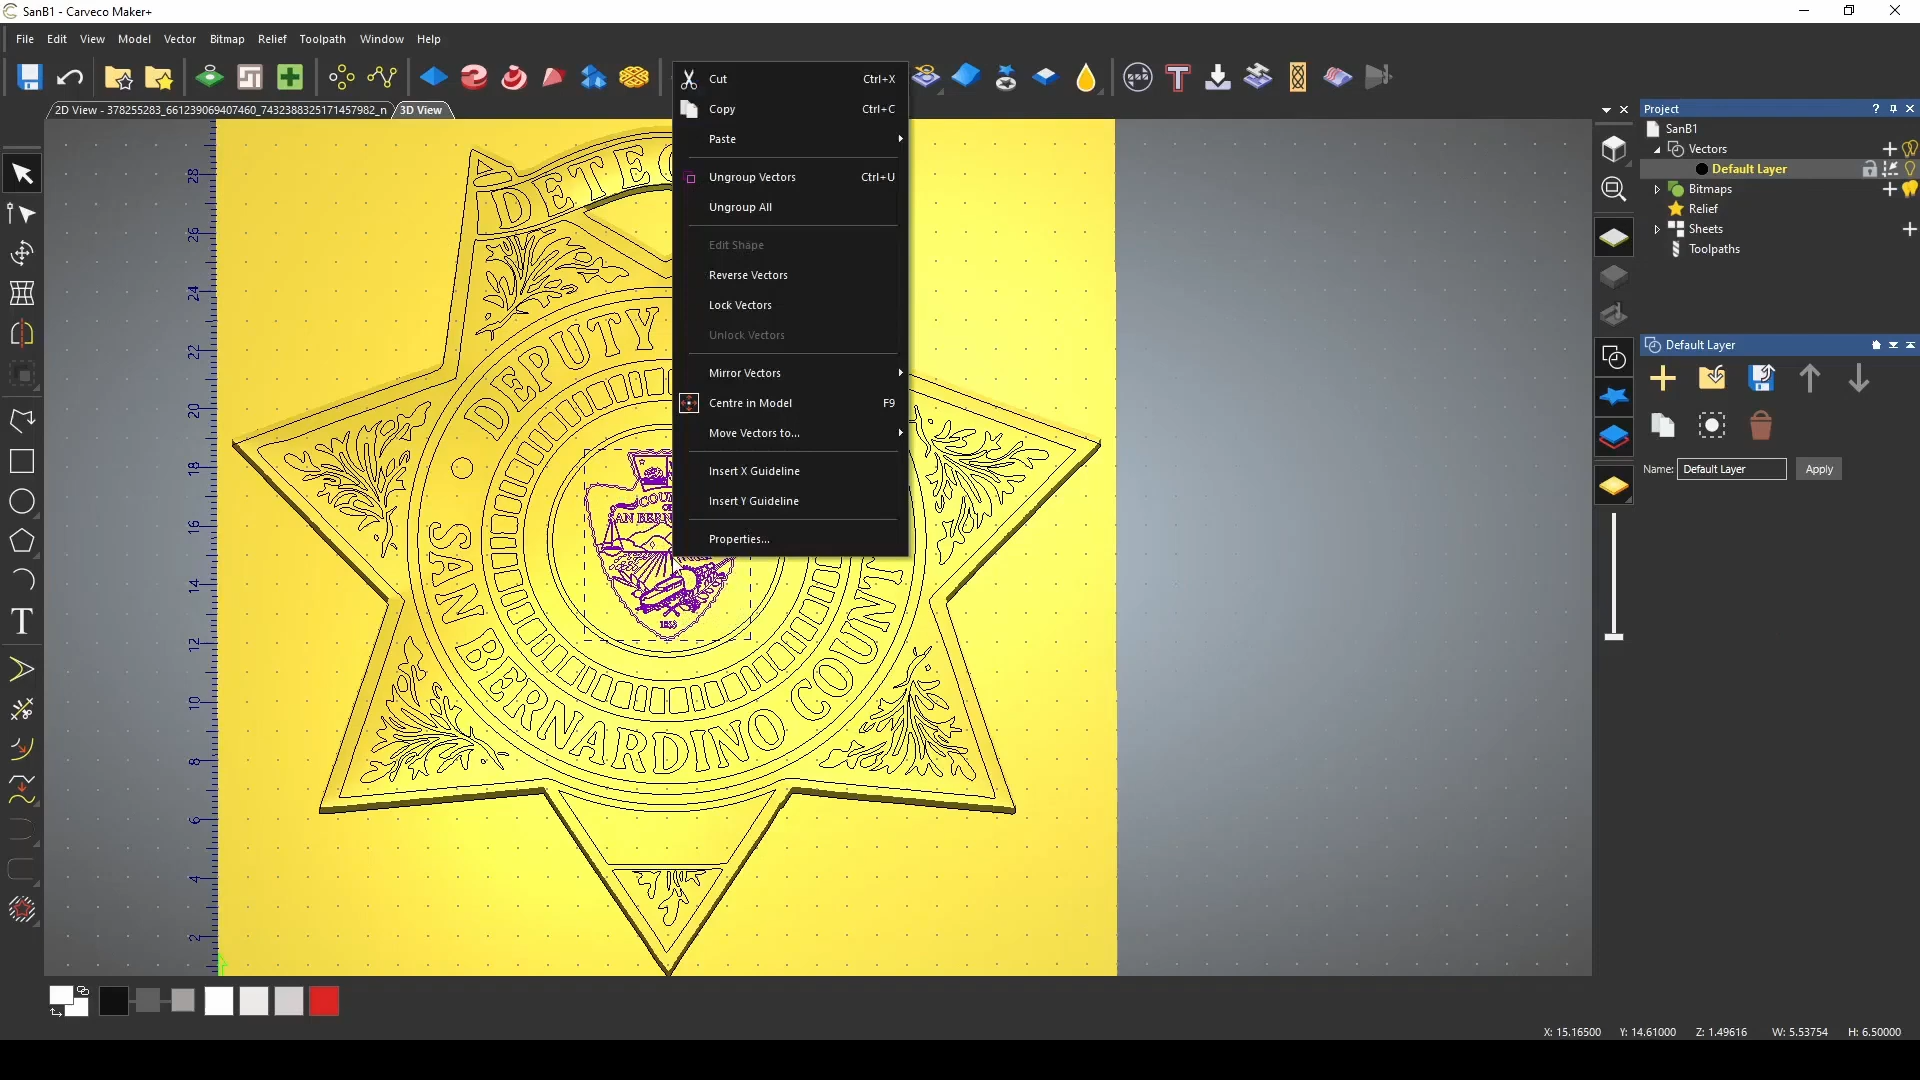 SanB1 - Carveco Maker+
File Edit View Model Vector Bitmap Relief Toolpath Window Help
2D View - 378255283_661239069407460_7432388325171457982_n
3D View
Cut Ctrl+X
Copy Ctrl+C
Paste
Ungroup Vectors Ctrl+U
Ungroup All
Edit Shape
Reverse Vectors
Lock Vectors
Unlock Vectors
Mirror Vectors
Centre in Model F9
Move Vectors to...
Insert X Guideline
Insert Y Guideline
Properties...
28
26
24
22
20
18
16
14
12
10
8
6
4
2
DEPUTY
SAN BERNARDINO COUNTY
1853
Project
SanB1
Vectors
Default Layer
Bitmaps
Relief
Sheets
Toolpaths
Default Layer
Name: Default Layer Apply
X: 15.16500 Y: 14.61000 Z: 1.49616 W: 5.53754 H: 6.50000